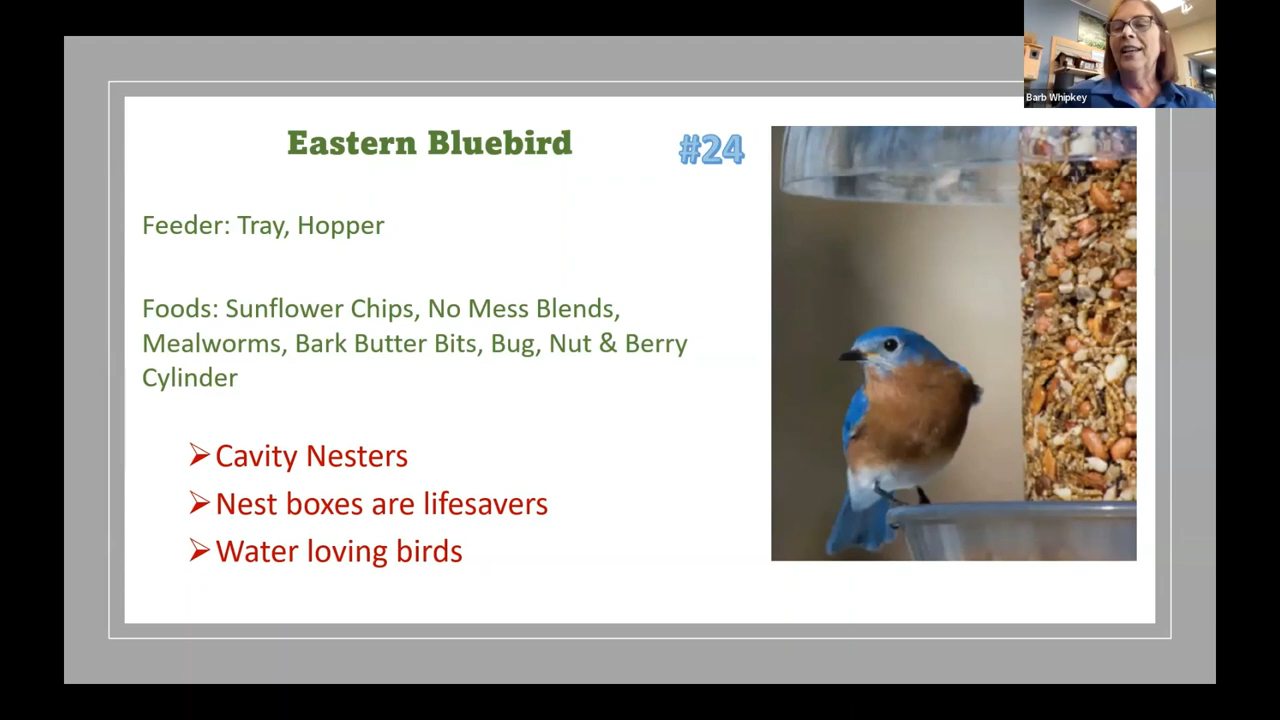 Barb Whipkey
Eastern Bluebird
#24
Feeder: Tray, Hopper
Foods: Sunflower Chips, No Mess Blends,
Mealworms, Bark Butter Bits, Bug, Nut & Berry
Cylinder
Cavity Nesters
Nest boxes are lifesavers
Water loving birds